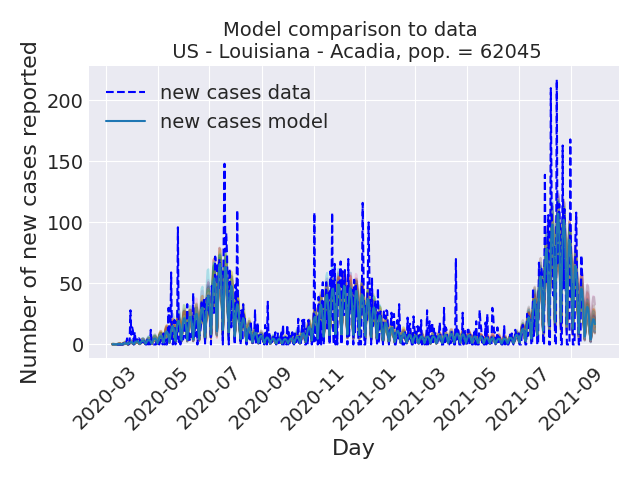 Model comparison to data
US - Louisiana - Acadia, pop. = 62045
Number of new cases reported
200
150
100
50
0
new cases data
new cases model
2020-03
2020-05
2020-07
2020-09
2020-11
2021-01
2021-03
2021-05
2021-07
2021-09
Day